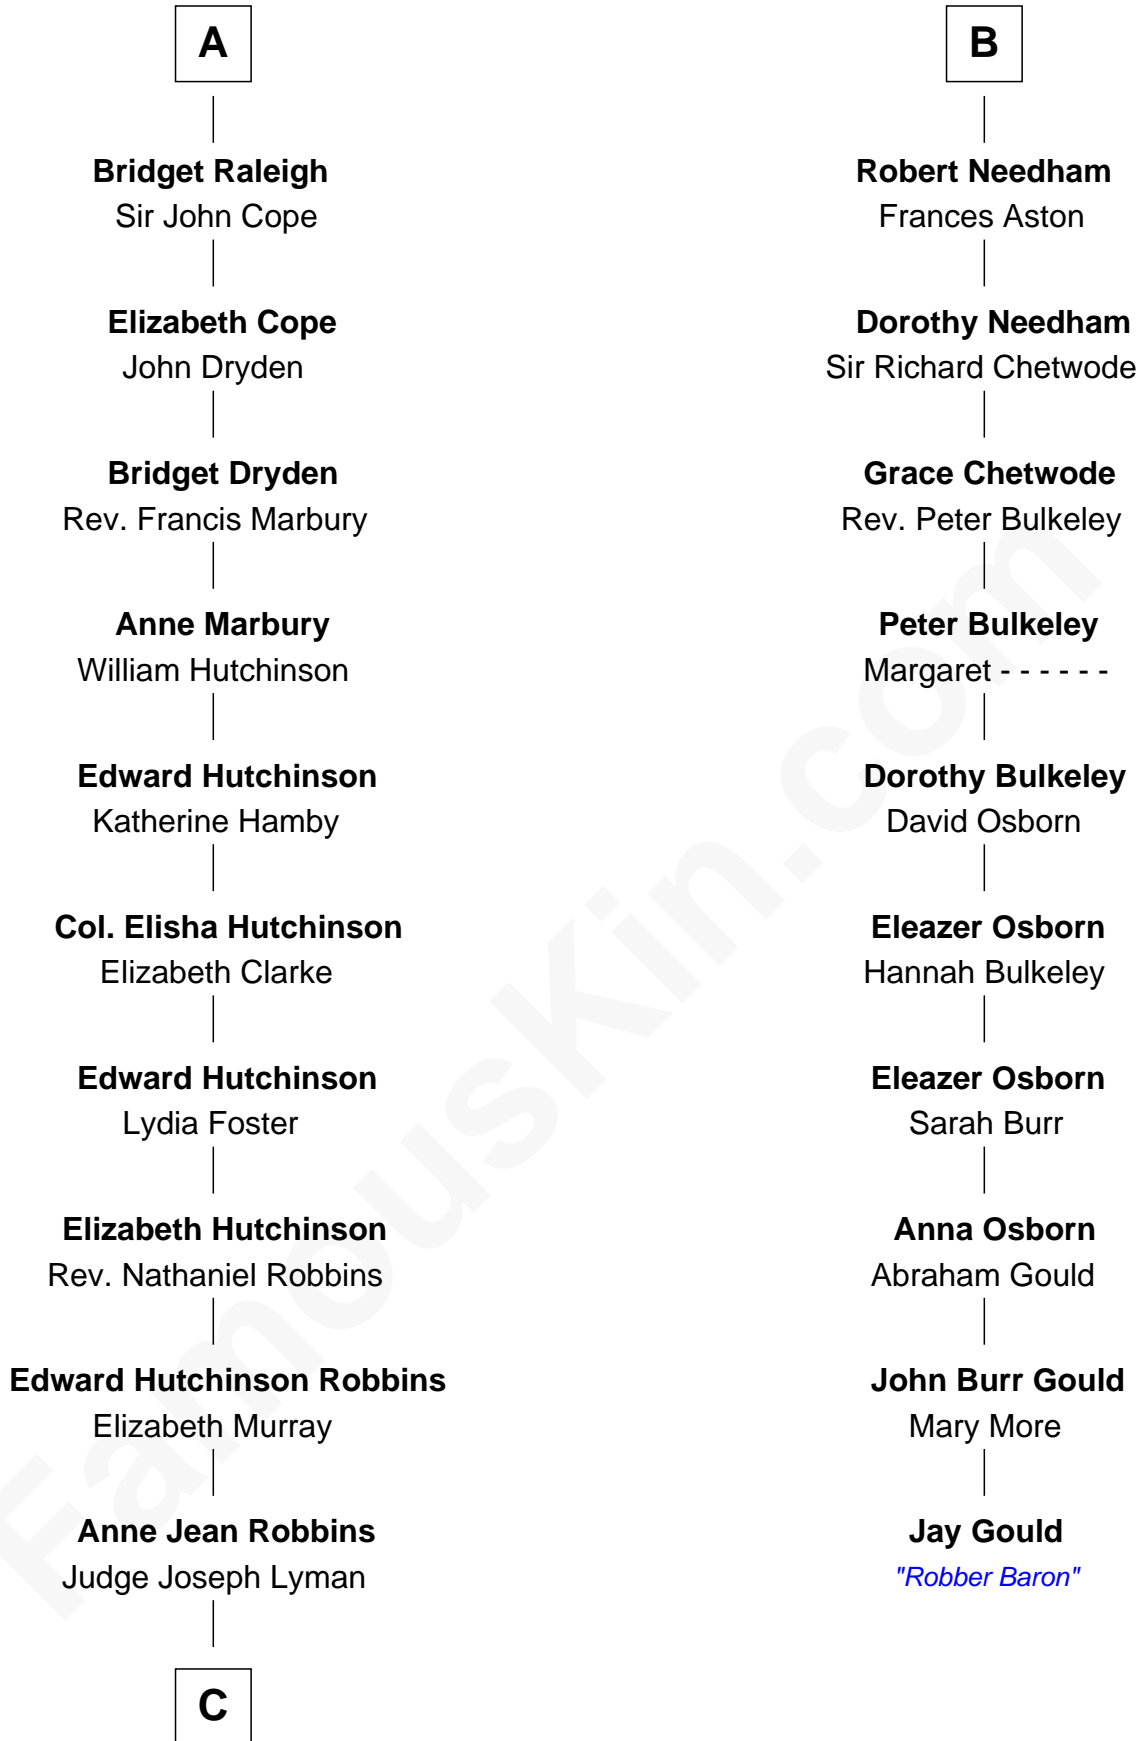 A
Bridget Raleigh
Sir John Cope
Elizabeth Cope
John Dryden
Bridget Dryden
Rev. Francis Marbury
Anne Marbury
William Hutchinson
Edward Hutchinson
Katherine Hamby
Col. Elisha Hutchinson
Elizabeth Clarke
Edward Hutchinson
Lydia Foster
Elizabeth Hutchinson
Rev. Nathaniel Robbins
Edward Hutchinson Robbins
Elizabeth Murray
Anne Jean Robbins
Judge Joseph Lyman
C
B
Robert Needham
Frances Aston
Dorothy Needham
Sir Richard Chetwode
Grace Chetwode
Rev. Peter Bulkeley
Peter Bulkeley
Margaret - - - - - -
Dorothy Bulkeley
David Osborn
Eleazer Osborn
Hannah Bulkeley
Eleazer Osborn
Sarah Burr
Anna Osborn
Abraham Gould
John Burr Gould
Mary More
Jay Gould
"Robber Baron"
FamousKin.com